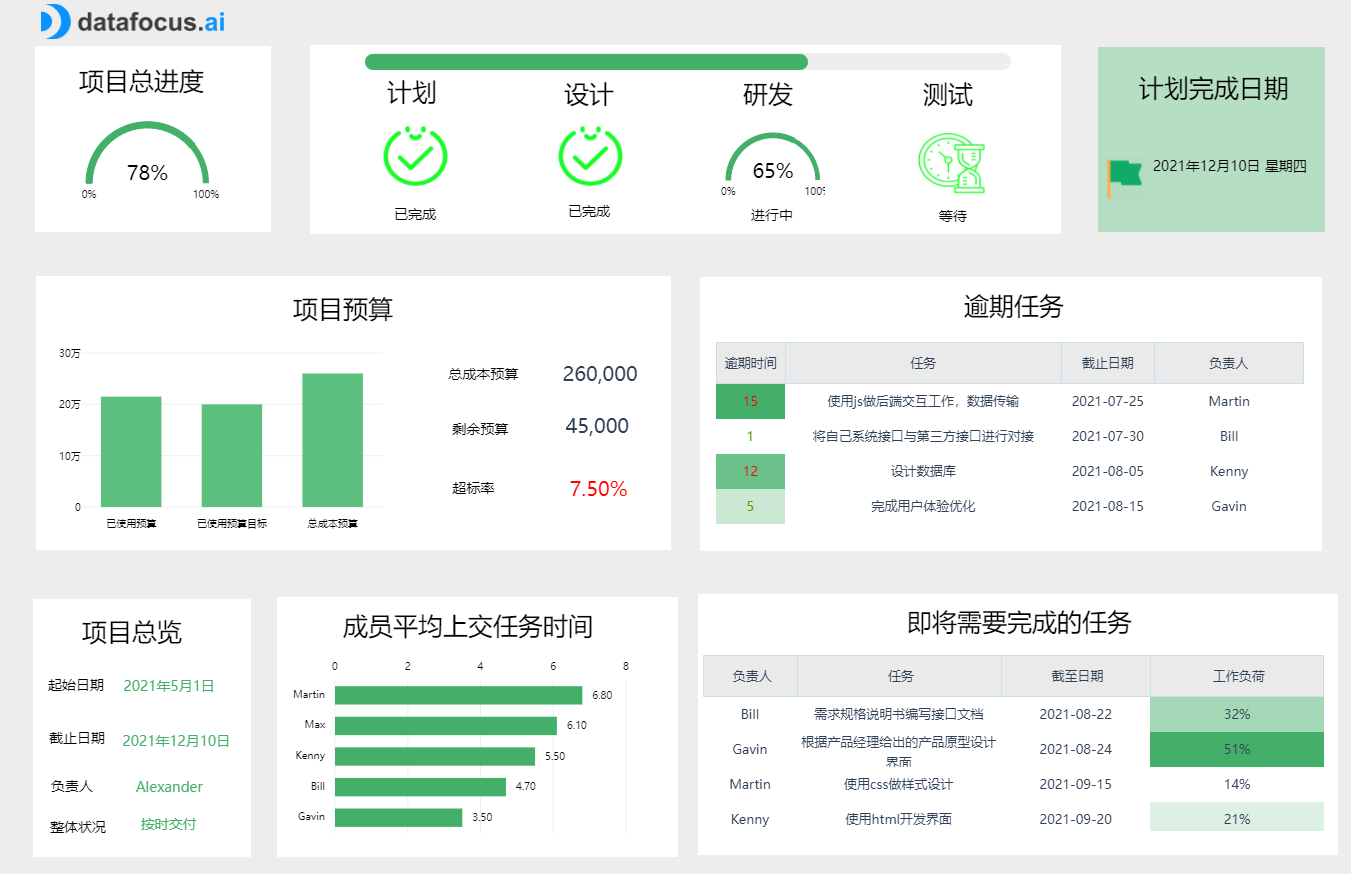 datafocus.ai
项目总进度
78%
0%
100%
计划
设计
研发
测试
65%
0%
100%
已完成
已完成
进行中
等待
计划完成日期
2021年12月10日 星期四
项目预算
30万
20万
10万
0
已使用预算
已使用预算目标
总成本预算
总成本预算 260,000
剩余预算 45,000
超标率 7.50%
逾期任务
逾期时间 任务 截止日期 负责人
15 使用js做后端交互工作，数据传输 2021-07-25 Martin
1 将自己系统接口与第三方接口进行对接 2021-07-30 Bill
12 设计数据库 2021-08-05 Kenny
5 完成用户体验优化 2021-08-15 Gavin
项目总览
起始日期 2021年5月1日
截止日期 2021年12月10日
负责人 Alexander
整体状况 按时交付
成员平均上交任务时间
0 2 4 6 8
Martin 6.80
Max 6.10
Kenny 5.50
Bill 4.70
Gavin 3.50
即将需要完成的任务
负责人 任务 截至日期 工作负荷
Bill 需求规格说明书编写接口文档 2021-08-22 32%
Gavin 根据产品经理给出的产品原型设计 2021-08-24 51%
界面
Martin 使用css做样式设计 2021-09-15 14%
Kenny 使用html开发界面 2021-09-20 21%